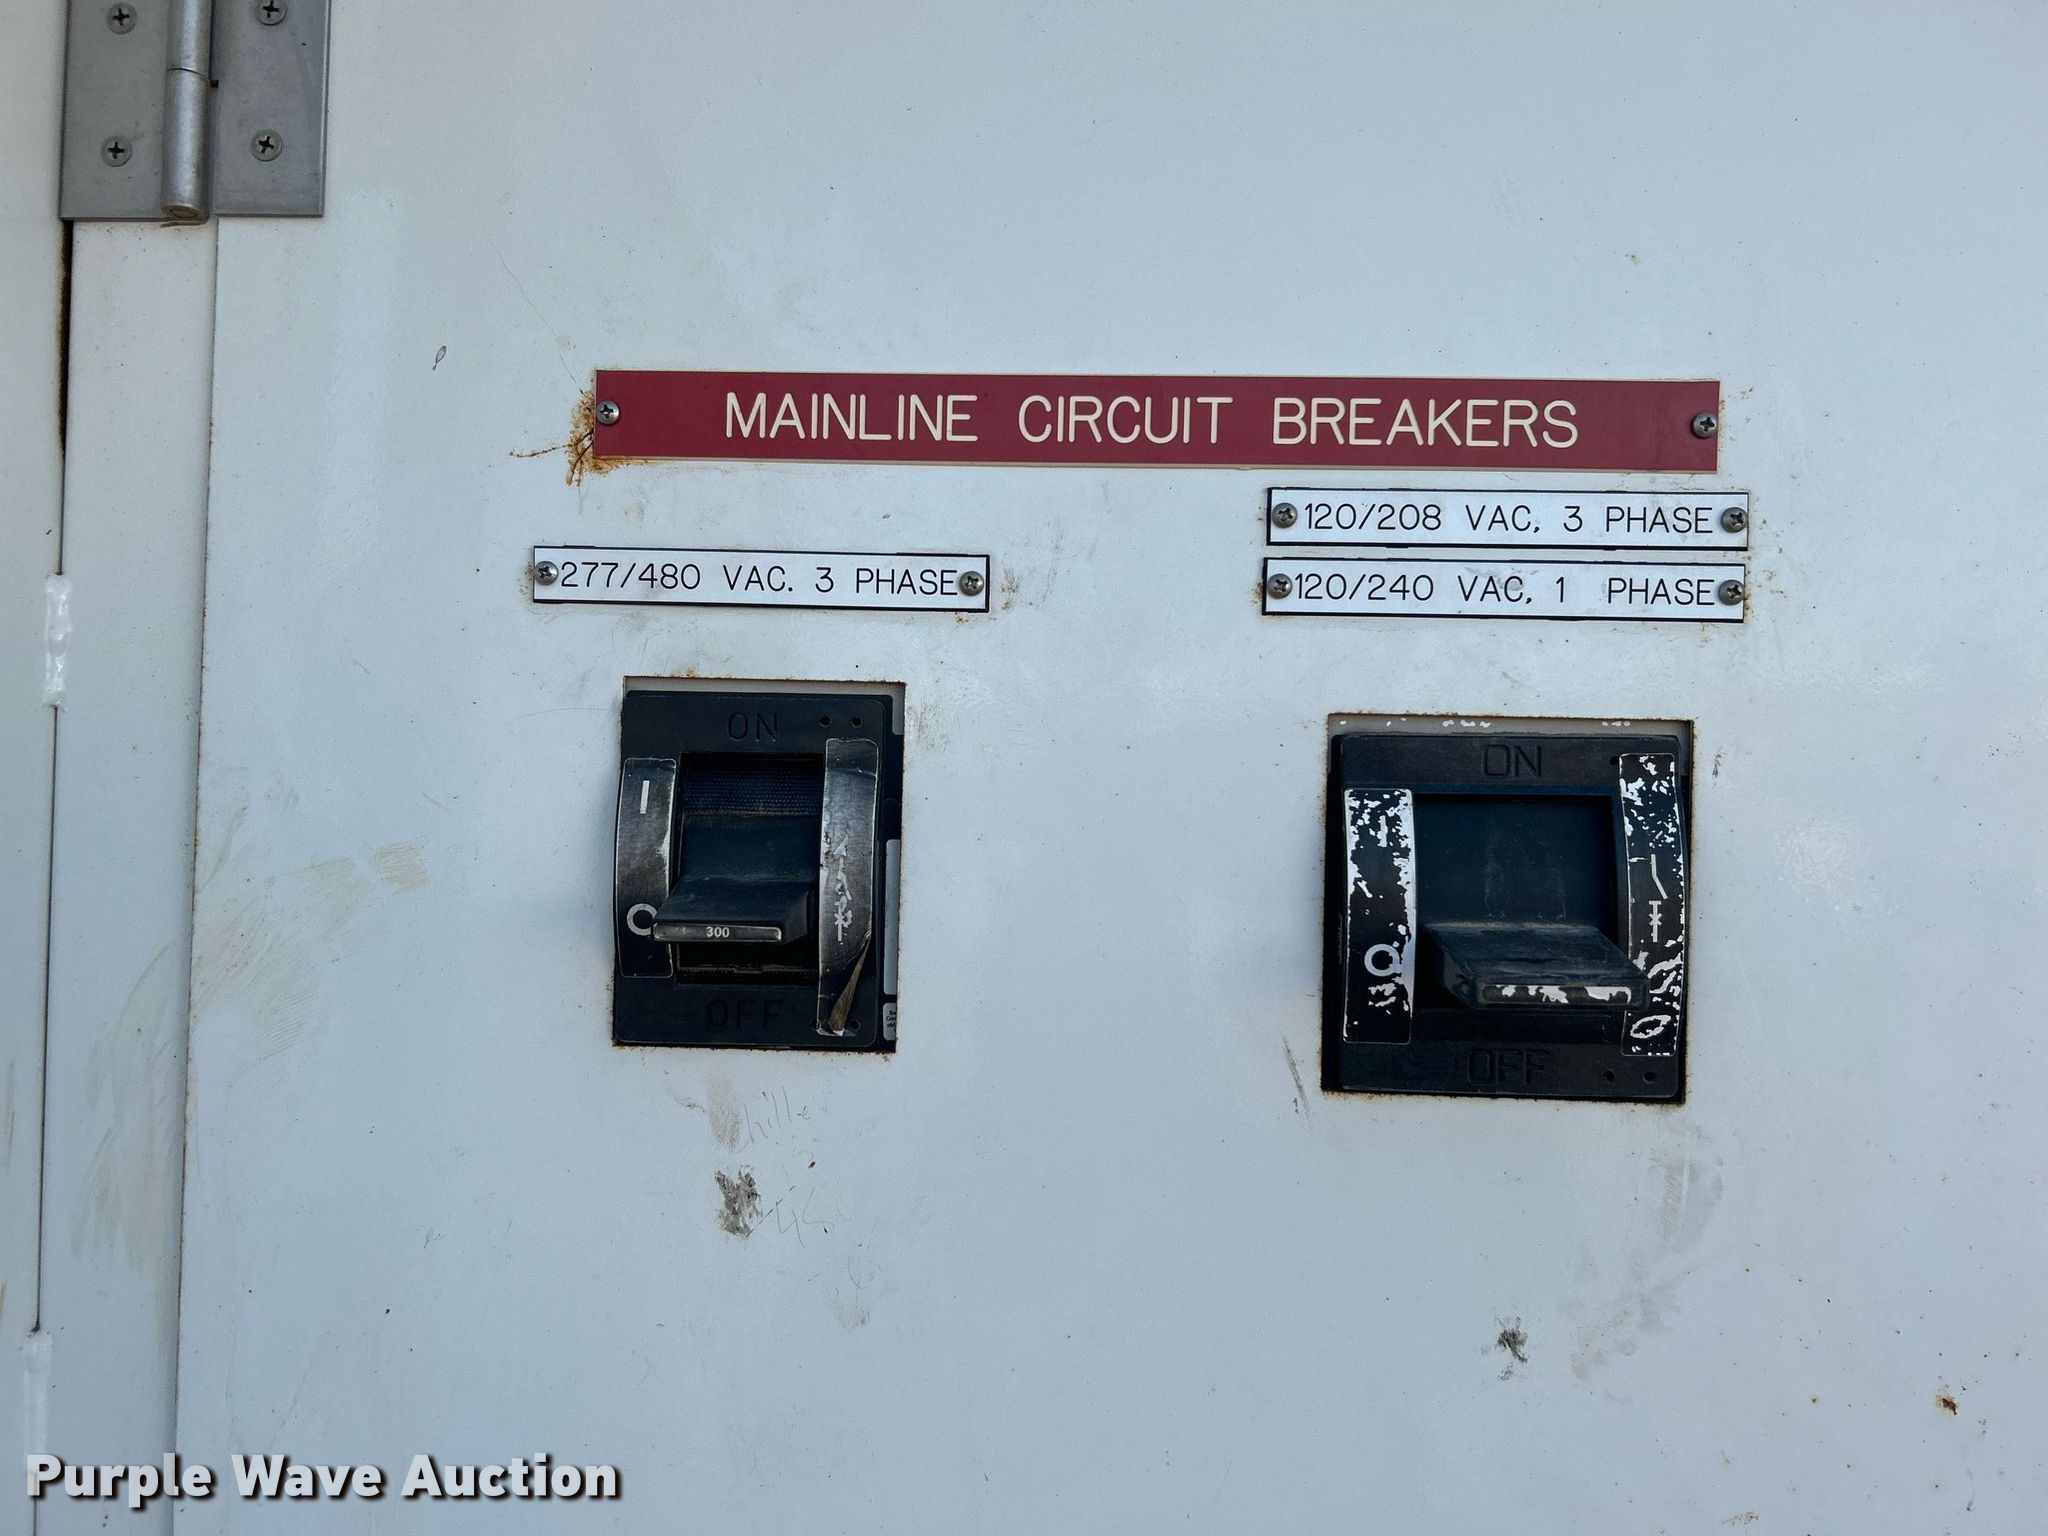 MAINLINE CIRCUIT BREAKERS
120/208 VAC, 3 PHASE
277/480 VAC. 3 PHASE
120/240 VAC, 1 PHASE
ON
ON
I
I
O
300
O
OFF
OFF
Purple Wave Auction